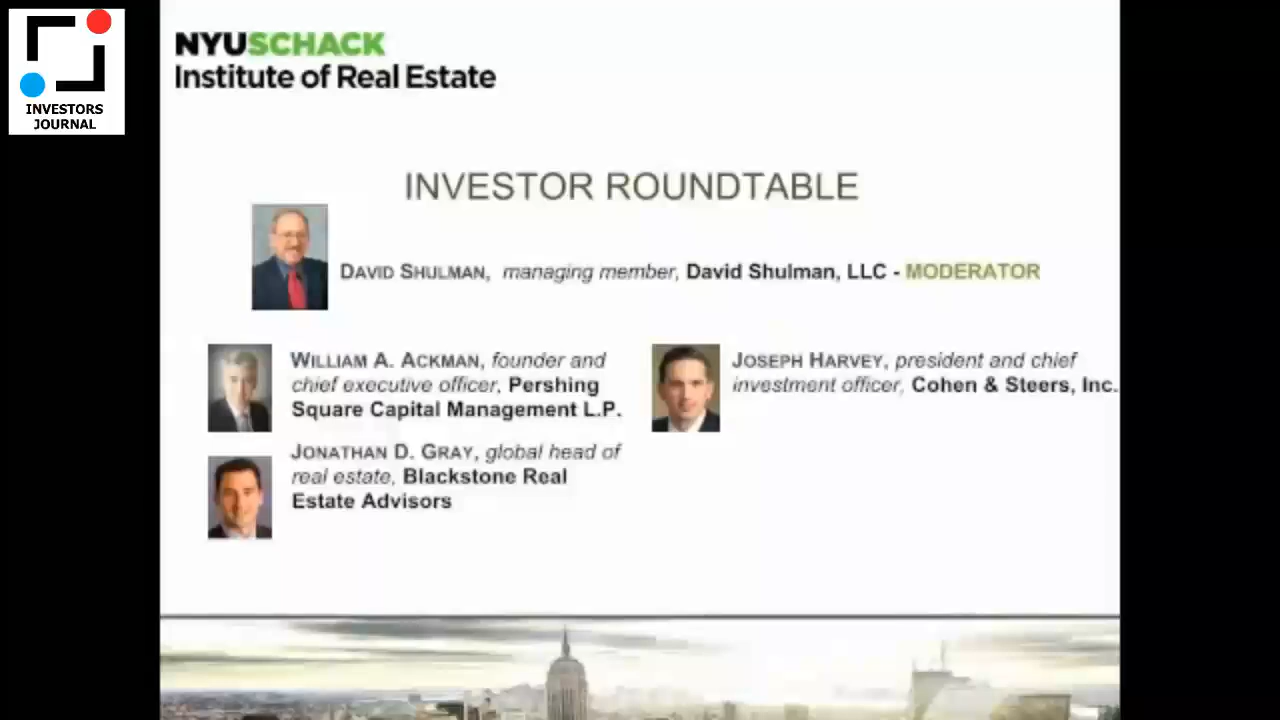 INVESTORS
JOURNAL
NYUSCHACK
Institute of Real Estate
INVESTOR ROUNDTABLE
DAVID SHULMAN, managing member, David Shulman, LLC - MODERATOR
WILLIAM A. ACKMAN, founder and
chief executive officer, Pershing
Square Capital Management L.P.
JOSEPH HARVEY, president and chief
investment officer, Cohen & Steers, Inc.
JONATHAN D. GRAY, global head of
real estate, Blackstone Real
Estate Advisors